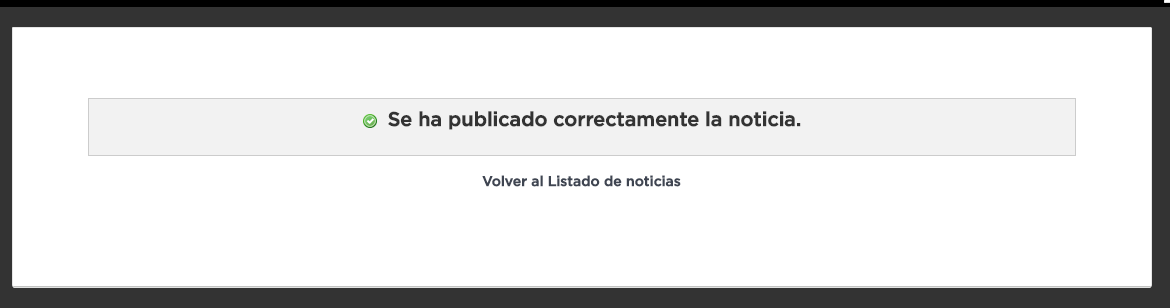 Se ha publicado correctamente la noticia.
Volver al Listado de noticias